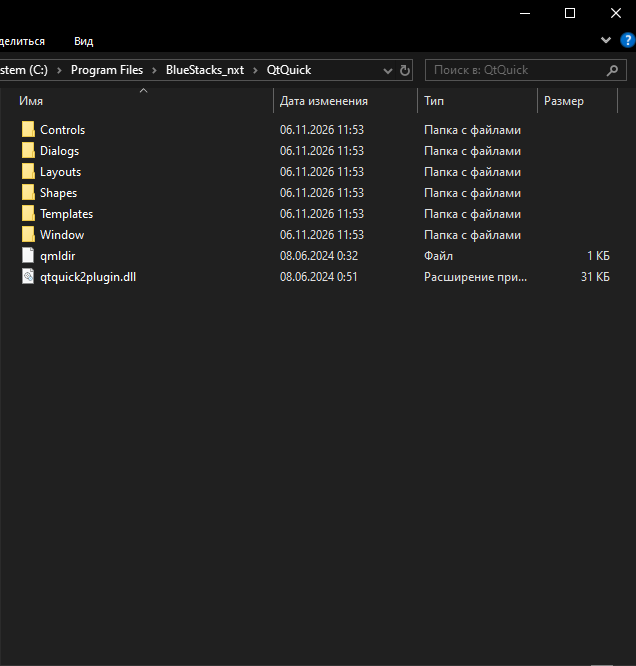 делиться Вид
stem (C:) Program Files BlueStacks_nxt QtQuick Поиск в: QtQuick
Имя Дата изменения Тип Размер
Controls 06.11.2026 11:53 Папка с файлами
Dialogs 06.11.2026 11:53 Папка с файлами
Layouts 06.11.2026 11:53 Папка с файлами
Shapes 06.11.2026 11:53 Папка с файлами
Templates 06.11.2026 11:53 Папка с файлами
Window 06.11.2026 11:53 Папка с файлами
qmldir 08.06.2024 0:32 Файл 1 КБ
qtquick2plugin.dll 08.06.2024 0:51 Расширение при... 31 КБ